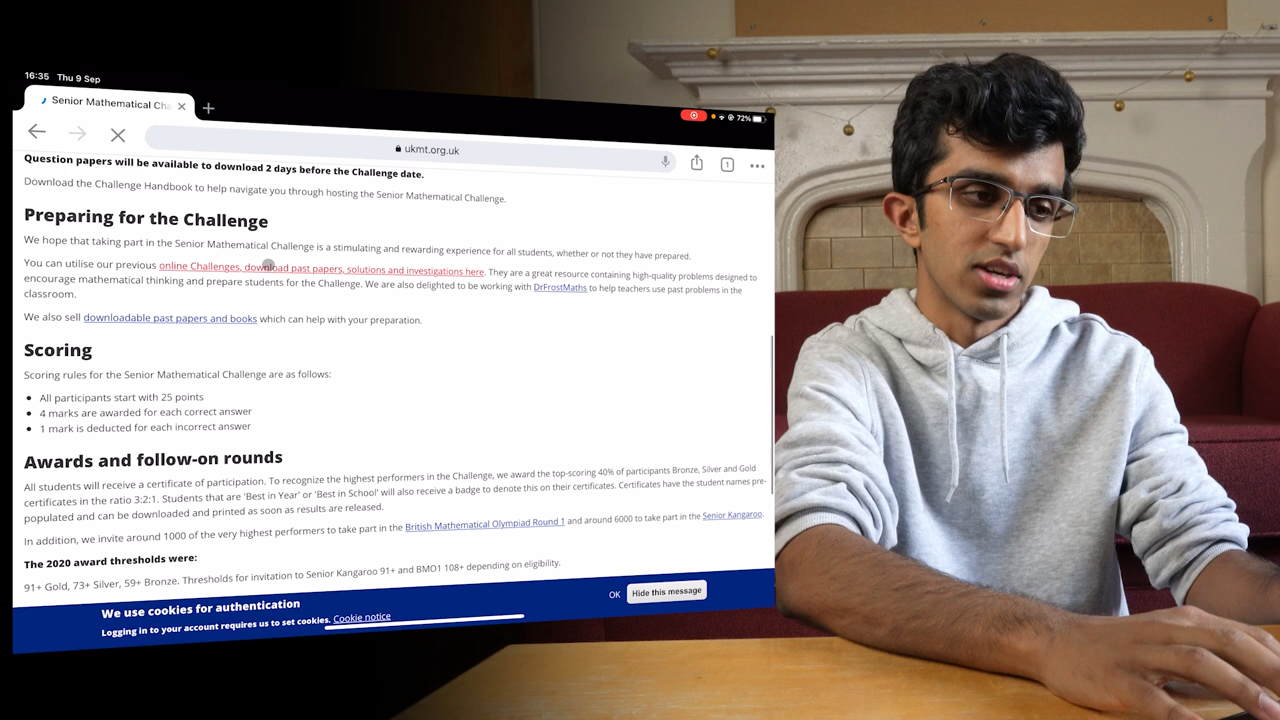 16:35 Thu 9 Sep
72%
Senior Mathematical Cha
ukmt.org.uk
1
Question papers will be available to download 2 days before the Challenge date.
Download the Challenge Handbook to help navigate you through hosting the Senior Mathematical Challenge.
Preparing for the Challenge
We hope that taking part in the Senior Mathematical Challenge is a stimulating and rewarding experience for all students, whether or not they have prepared.
You can utilise our previous online Challenges, download past papers, solutions and investigations here. They are a great resource containing high-quality problems designed to
encourage mathematical thinking and prepare students for the Challenge. We are also delighted to be working with DrFrostMaths to help teachers use past problems in the
classroom.
We also sell downloadable past papers and books which can help with your preparation.
Scoring
Scoring rules for the Senior Mathematical Challenge are as follows:
• All participants start with 25 points
• 4 marks are awarded for each correct answer
• 1 mark is deducted for each incorrect answer
Awards and follow-on rounds
All students will receive a certificate of participation. To recognize the highest performers in the Challenge, we award the top-scoring 40% of participants Bronze, Silver and Gold
certificates in the ratio 3:2:1. Students that are 'Best in Year' or 'Best in School' will also receive a badge to denote this on their certificates. Certificates have the student names pre-
populated and can be downloaded and printed as soon as results are released.
In addition, we invite around 1000 of the very highest performers to take part in the British Mathematical Olympiad Round 1 and around 6000 to take part in the Senior Kangaroo.
The 2020 award thresholds were:
91+ Gold, 73+ Silver, 59+ Bronze. Thresholds for invitation to Senior Kangaroo 91+ and BMO1 108+ depending on eligibility.
We use cookies for authentication
OK Hide this message
Logging in to your account requires us to set cookies. Cookie notice